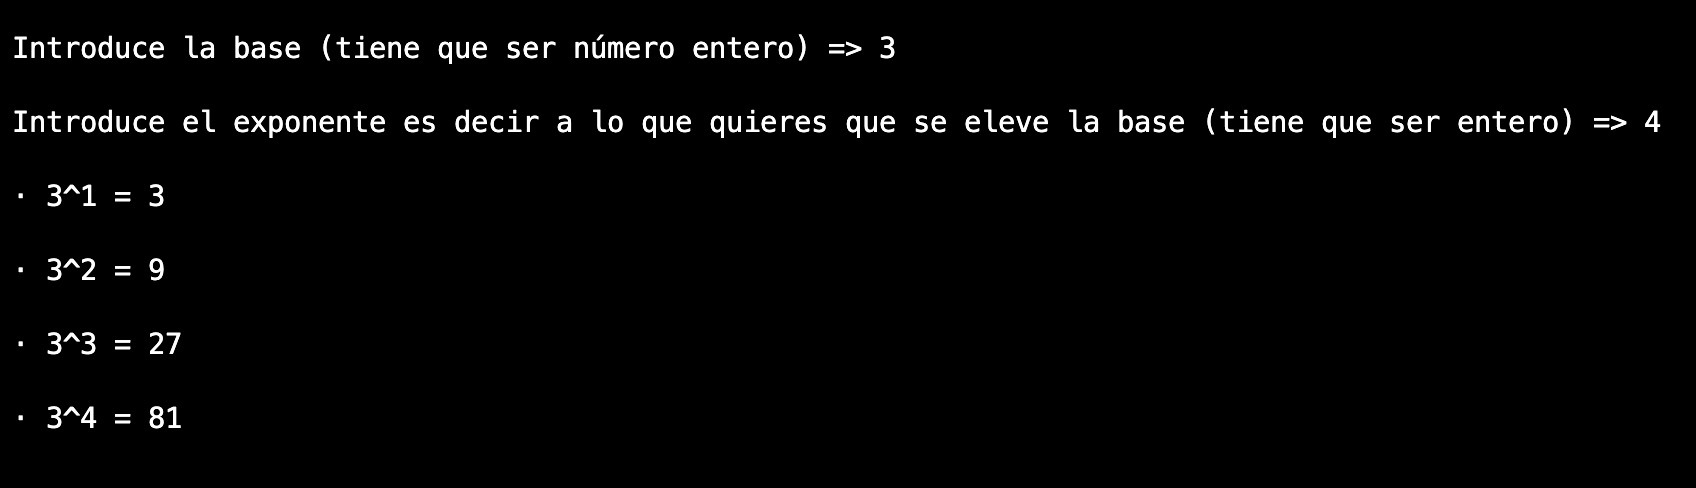 Introduce la base (tiene que ser número entero) => 3
Introduce el exponente es decir a lo que quieres que se eleve la base (tiene que ser entero) => 4
· 3^1 = 3
· 3^2 = 9
· 3^3 = 27
· 3^4 = 81